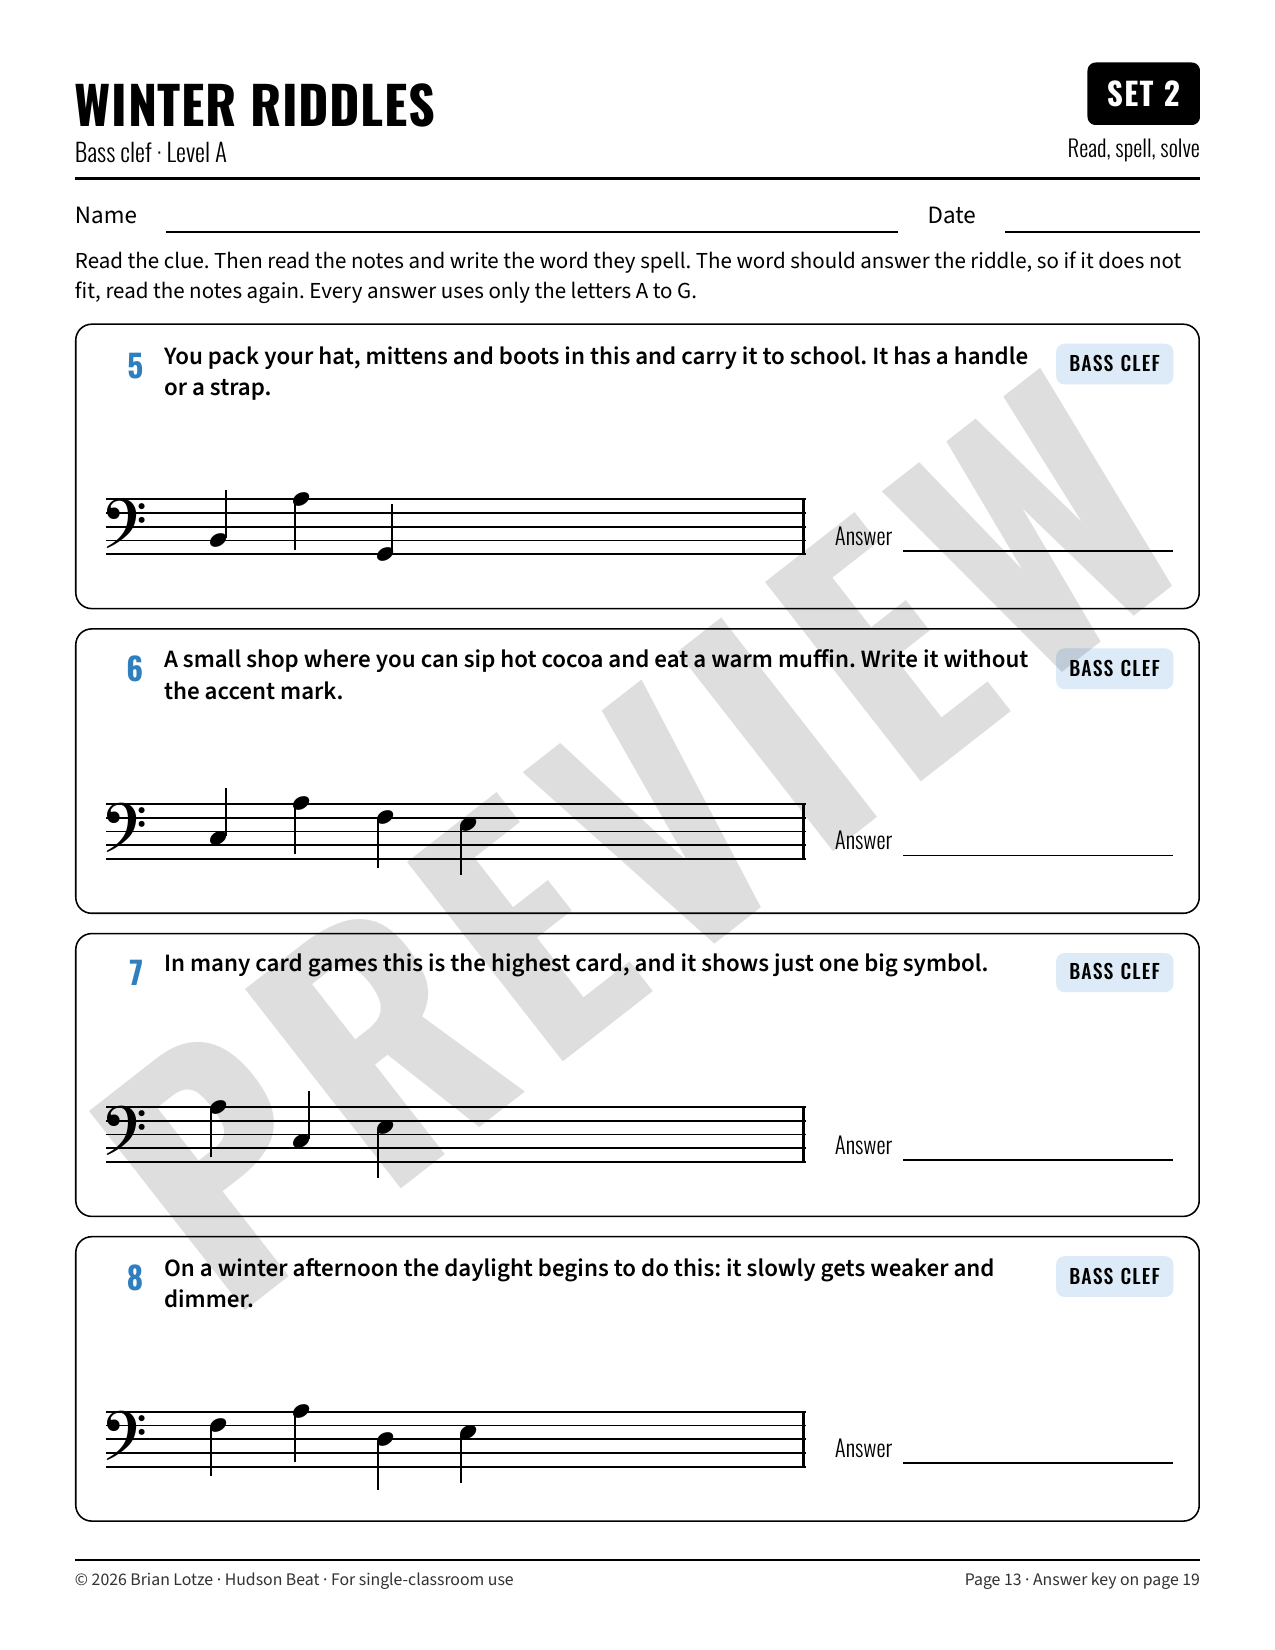 WINTER RIDDLES
SET 2
Bass clef · Level A
Read, spell, solve
Name
Date
Read the clue. Then read the notes and write the word they spell. The word should answer the riddle, so if it does not
fit, read the notes again. Every answer uses only the letters A to G.
5
You pack your hat, mittens and boots in this and carry it to school. It has a handle
or a strap.
BASS CLEF
Answer
6
A small shop where you can sip hot cocoa and eat a warm muffin. Write it without
the accent mark.
BASS CLEF
Answer
7
In many card games this is the highest card, and it shows just one big symbol.
BASS CLEF
Answer
8
On a winter afternoon the daylight begins to do this: it slowly gets weaker and
dimmer.
BASS CLEF
Answer
PREVIEW
© 2026 Brian Lotze · Hudson Beat · For single-classroom use
Page 13 · Answer key on page 19